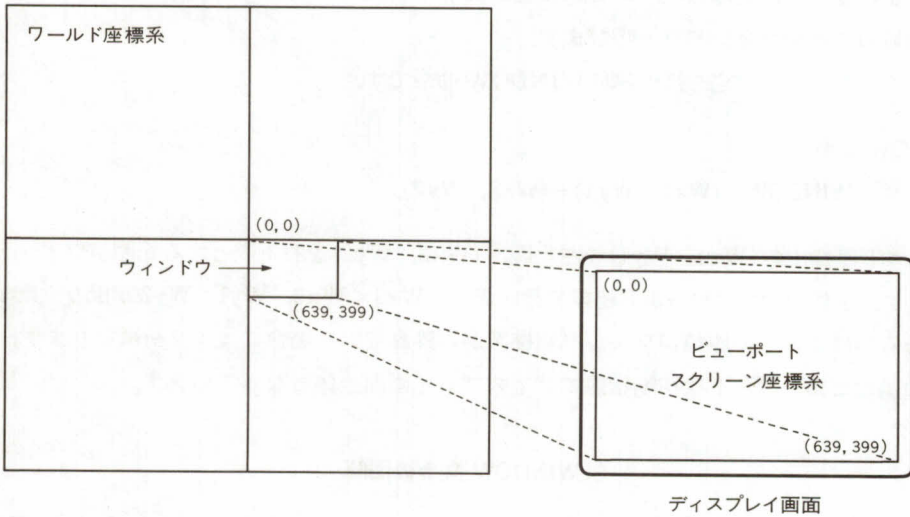 ワールド座標系
(0,0)
ウィンドウ
(639,399)
(0,0)
ビューポート
スクリーン座標系
(639,399)
ディスプレイ画面